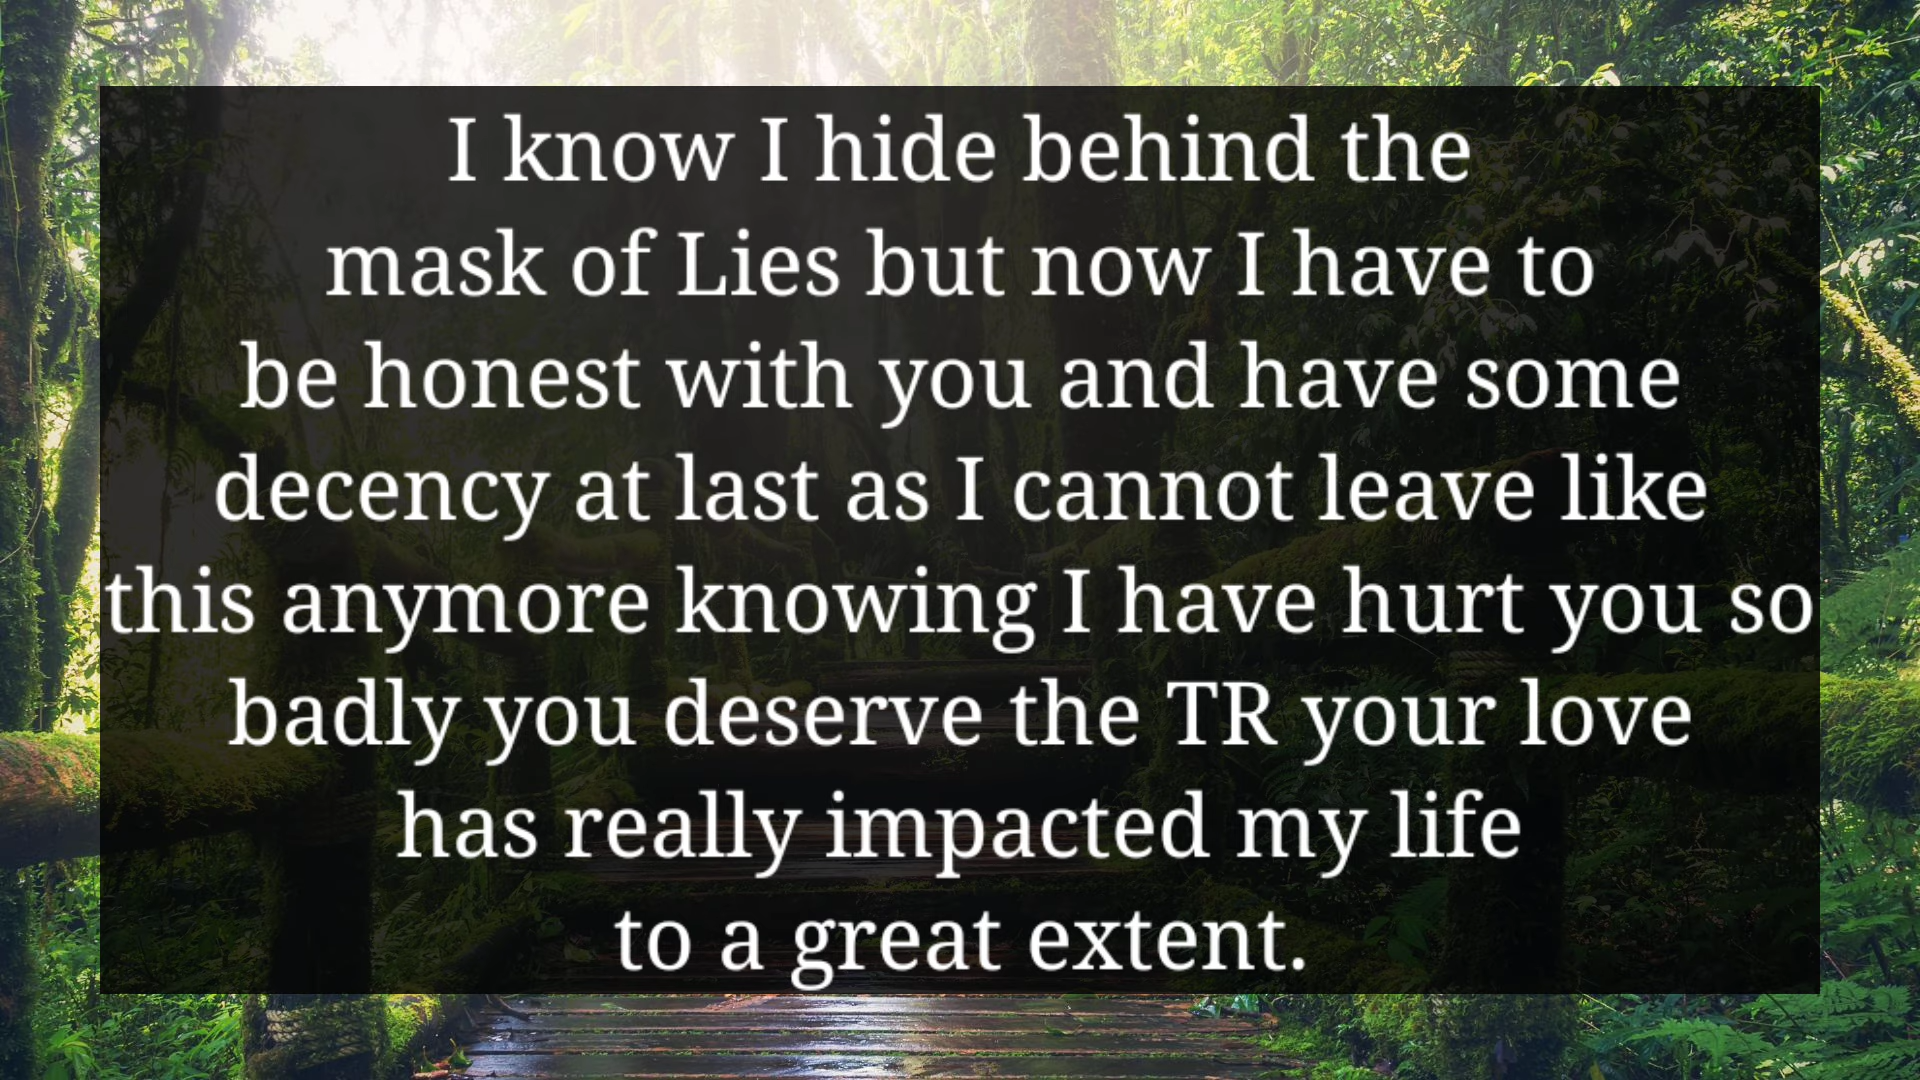 I know I hide behind the
mask of Lies but now I have to
be honest with you and have some
decency at last as I cannot leave like
this anymore knowing I have hurt you so
badly you deserve the TR your love
has really impacted my life
to a great extent.